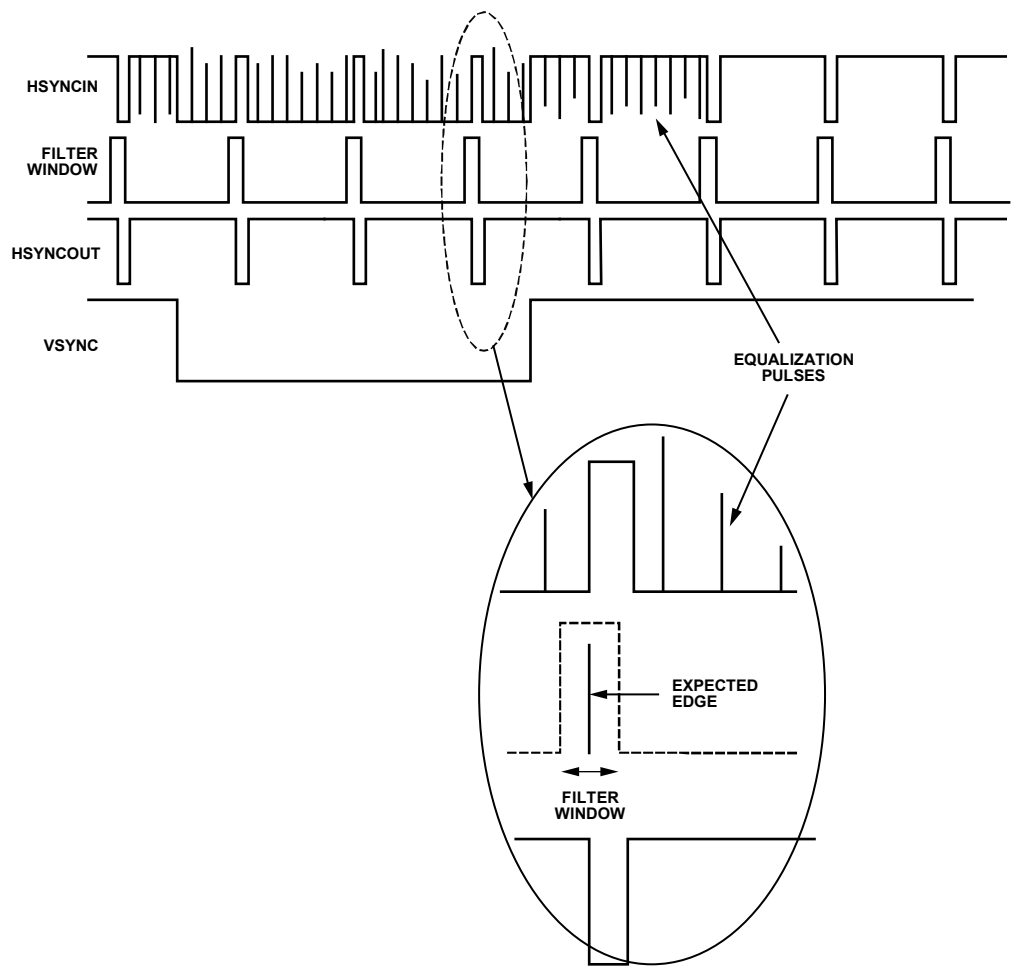 HSYNCIN
FILTER
WINDOW
HSYNCOUT
VSYNC
EQUALIZATION
PULSES
EXPECTED
EDGE
FILTER
WINDOW